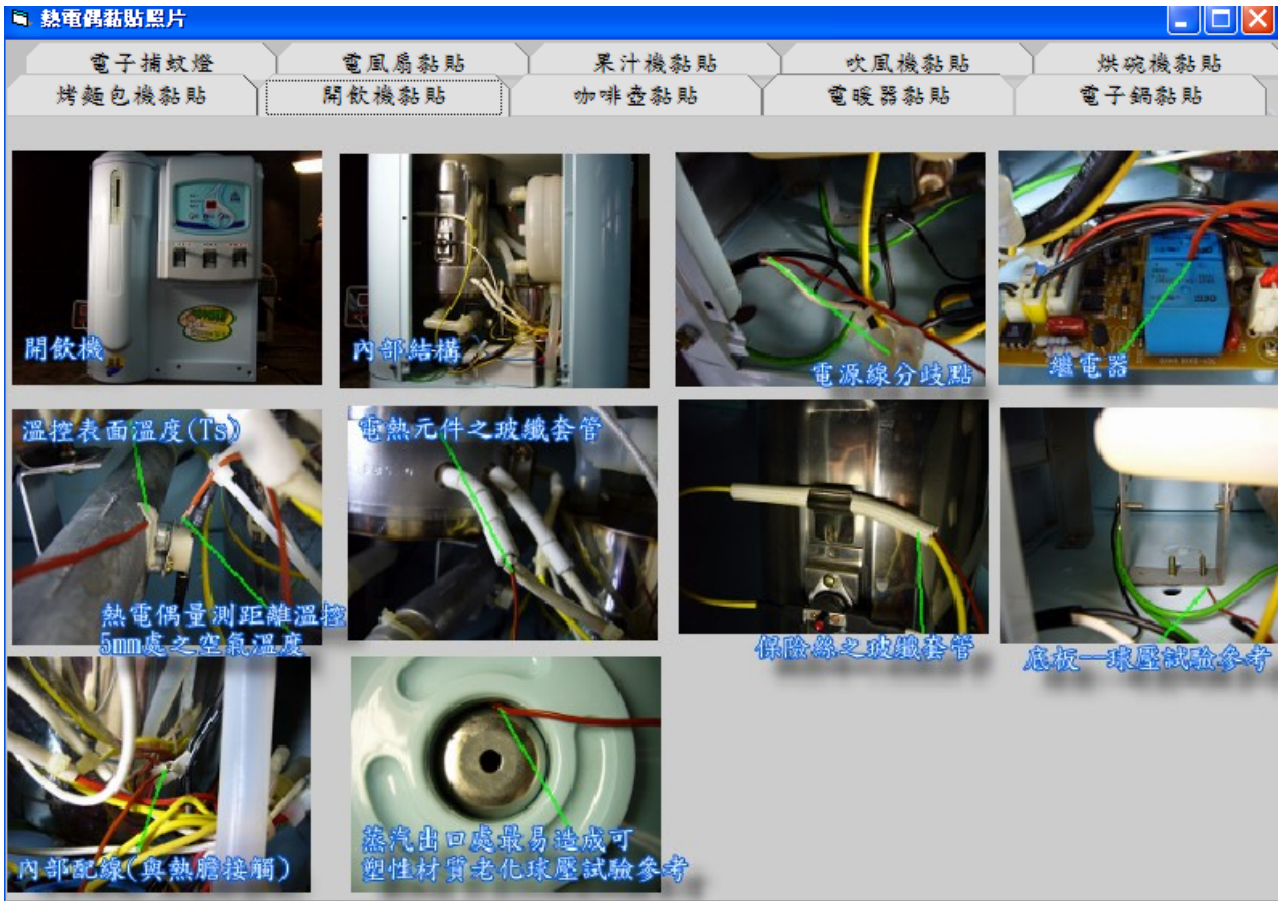 熱電偶黏貼照片
電子捕蚊燈
電風扇黏貼
果汁機黏貼
吹風機黏貼
烘碗機黏貼
烤麵包機黏貼
開飲機黏貼
咖啡壺黏貼
電暖器黏貼
電子鍋黏貼
開飲機
內部結構
電源線分歧點
繼電器
溫控表面溫度(Ts)
熱電偶量測距離溫控
5mm處之空氣溫度
電熱元件之玻纖套管
保險絲之玻纖套管
底板--球壓試驗參考
內部配線(與熱膽接觸)
蒸汽出口處最易造成可
塑性材質老化球壓試驗參考